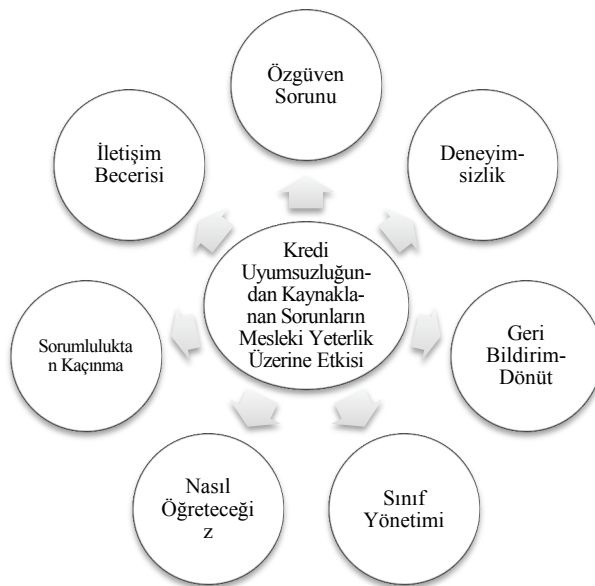 Özgüven
Sorunu
İletişim
Becerisi
Deneyim-
sizlik
Kredi
Uyumsuzluğun-
dan Kaynakla-
nan Sorunların
Mesleki Yeterlik
Üzerine Etkisi
Sorumlulukta
n Kaçınma
Geri
Bildirim-
Dönüt
Nasıl
Öğreteceği
z
Sınıf
Yönetimi